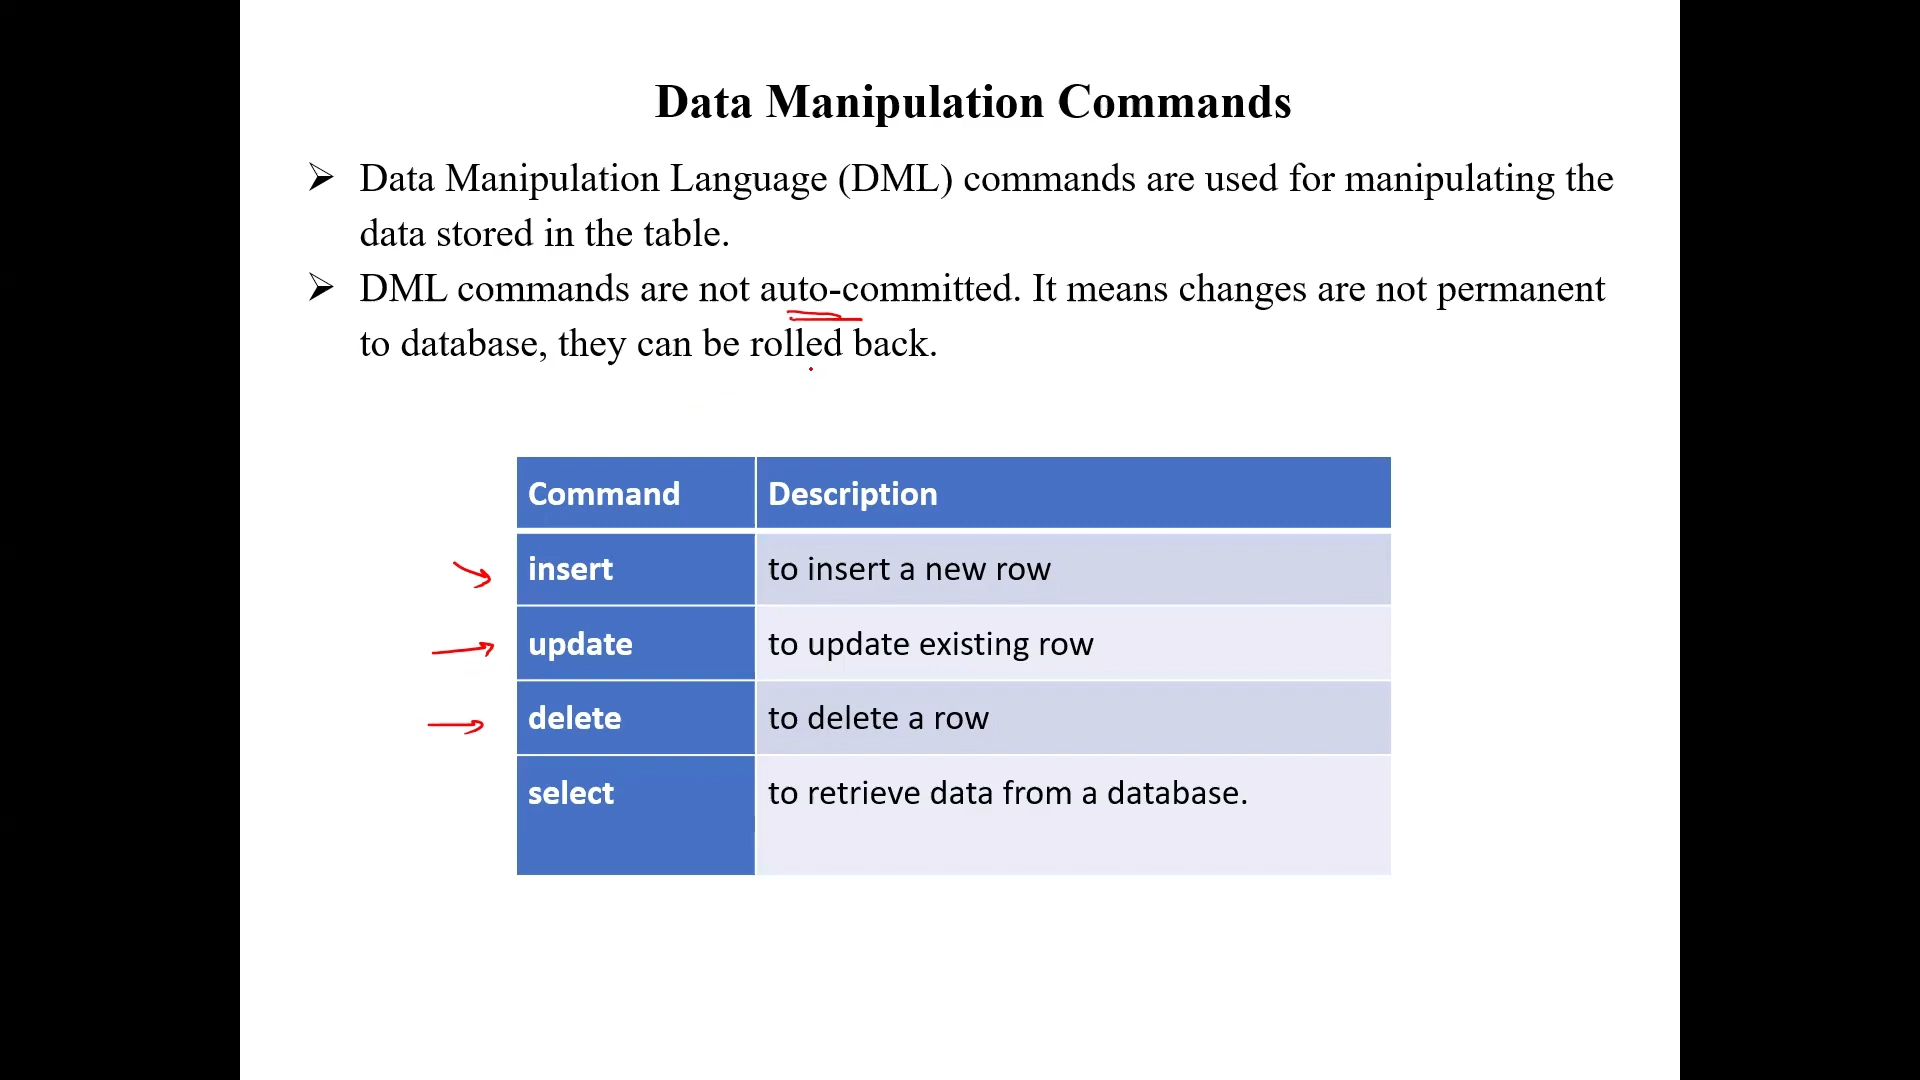 Data Manipulation Commands
➢ Data Manipulation Language (DML) commands are used for manipulating the
data stored in the table.
➢ DML commands are not auto-committed. It means changes are not permanent
to database, they can be rolled back.
Command Description
insert to insert a new row
update to update existing row
delete to delete a row
select to retrieve data from a database.